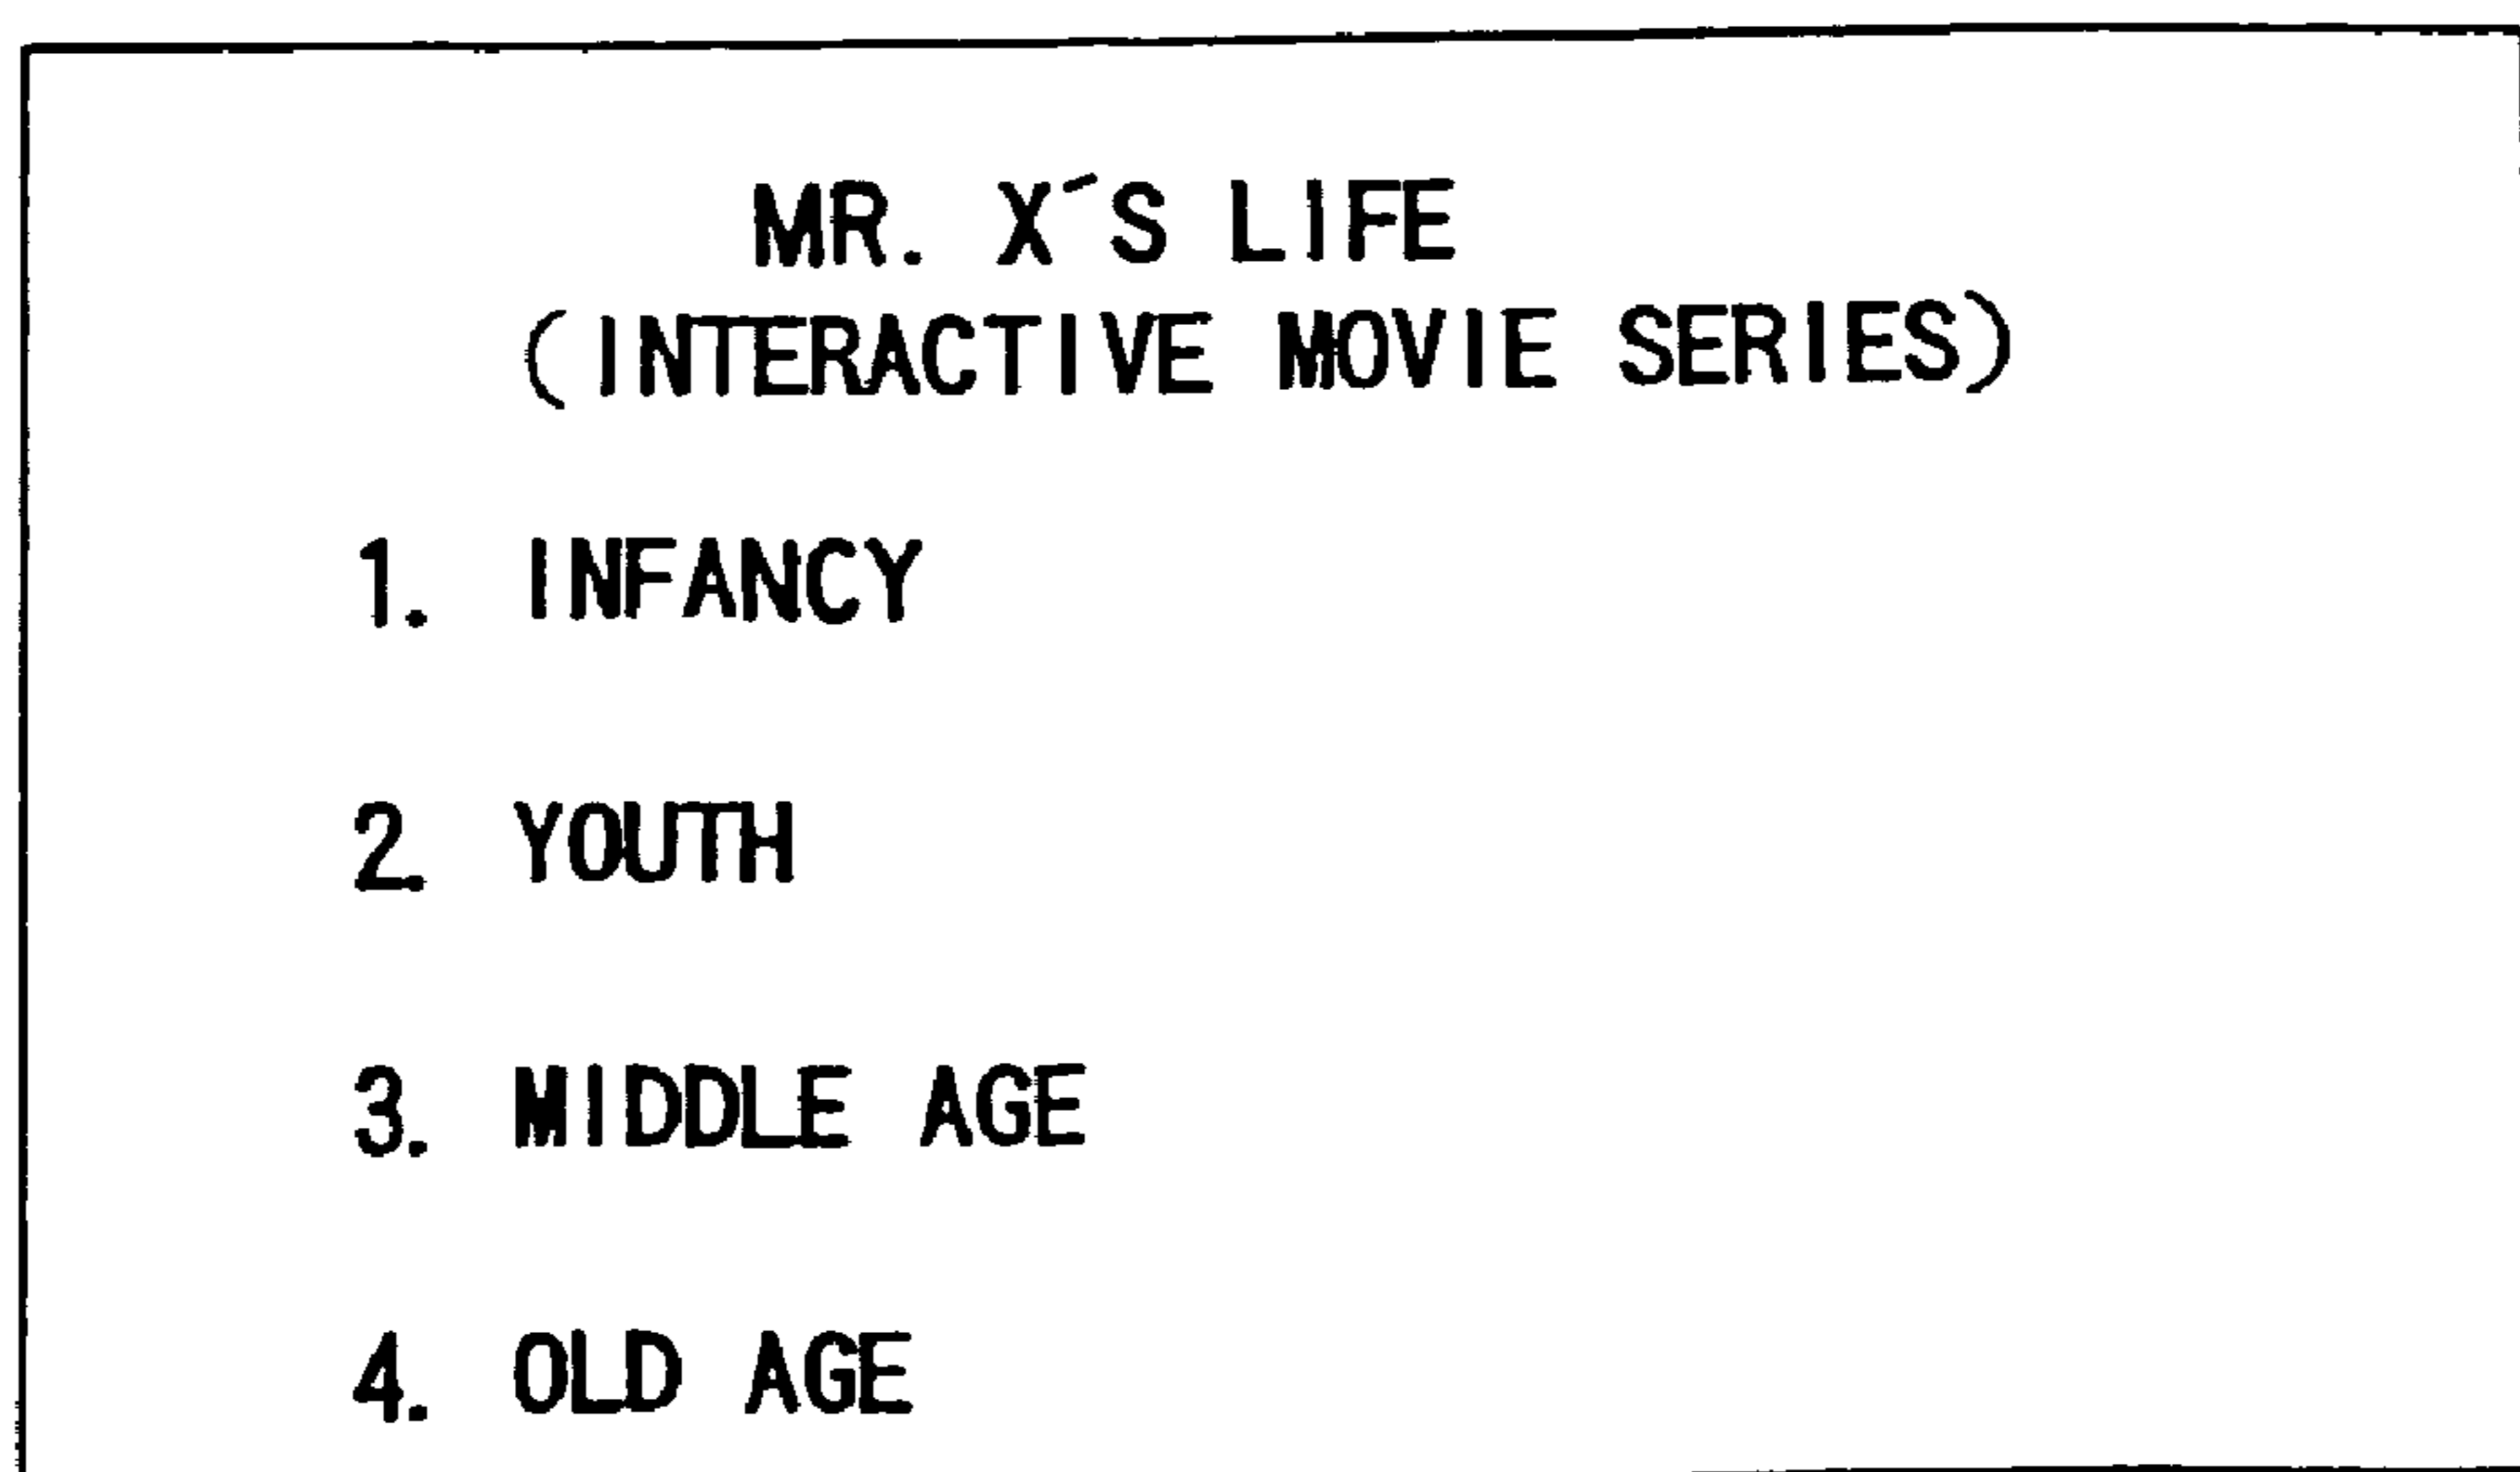 MR. X´S LIFE
(INTERACTIVE MOVIE SERIES)
1. INFANCY
2. YOUTH
3. MIDDLE AGE
4. OLD AGE